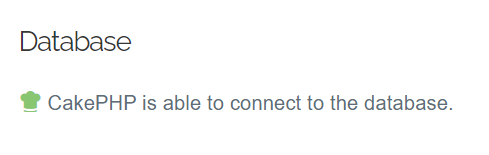 Database
CakePHP is able to connect to the database.